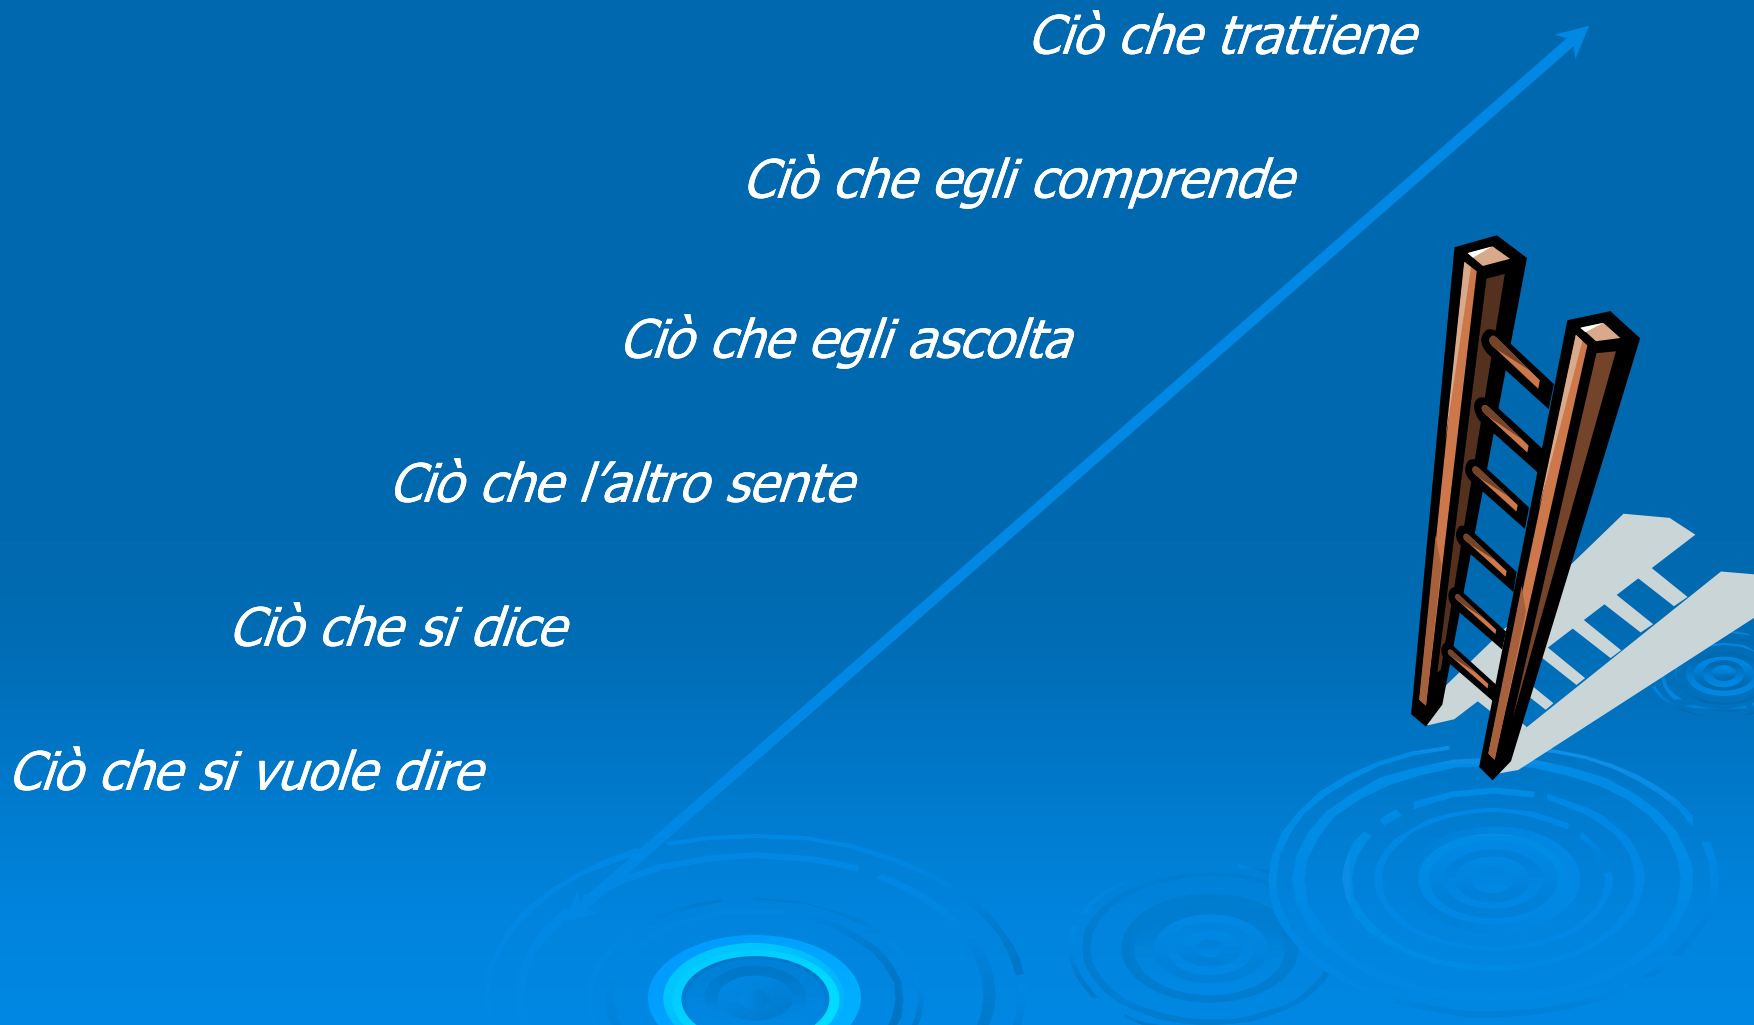 Ciò che trattiene
Ciò che egli comprende
Ciò che egli ascolta
Ciò che l’altro sente
Ciò che si dice
Ciò che si vuole dire